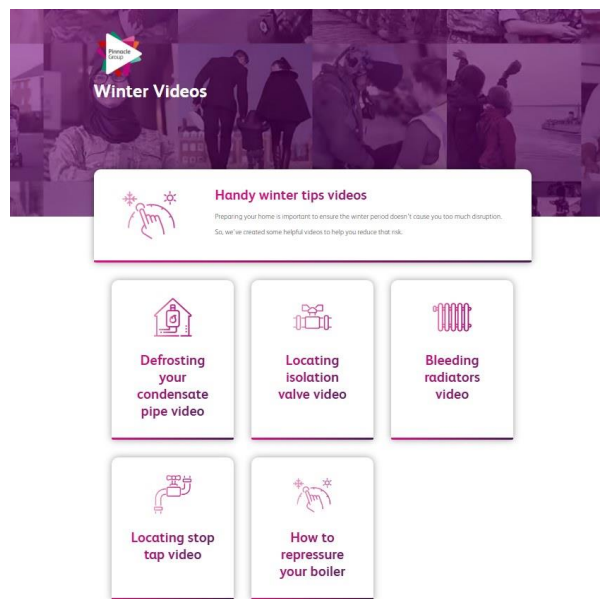 Pinnacle
Group
Winter Videos
Handy winter tips videos
Preparing your home is important to ensure the winter period doesn't cause you too much disruption.
So, we've created some helpful videos to help you reduce that risk.
Defrosting
your
condensate
pipe video
Locating
isolation
valve video
Bleeding
radiators
video
Locating stop
tap video
How to
repressure
your boiler